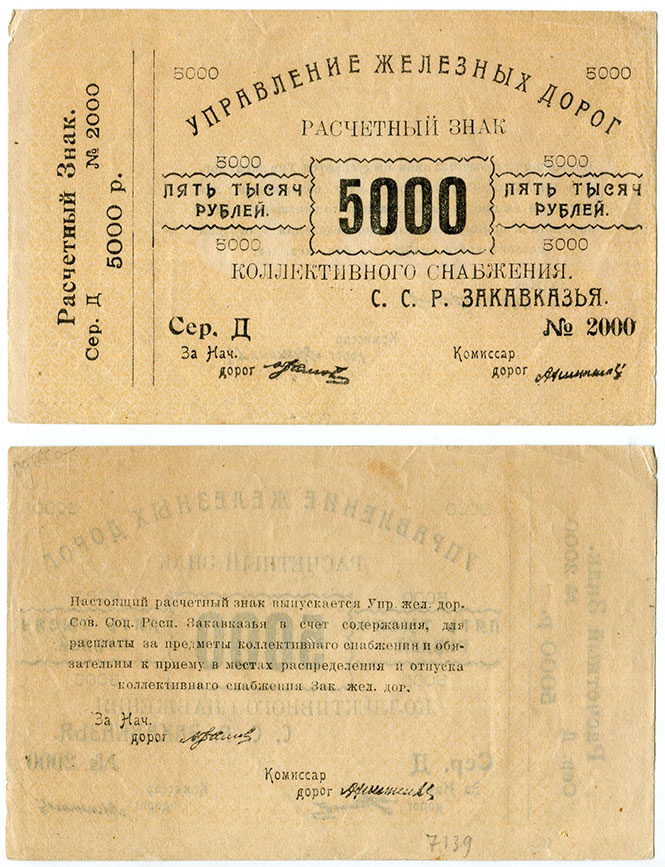 Расчетный Знак.
Сер. Д 5000 р. № 2000
5000 5000
УПРАВЛЕНИЕ ЖЕЛЕЗНЫХ ДОРОГ
РАСЧЕТНЫЙ ЗНАК
5000 5000
ПЯТЬ ТЫСЯЧ 5000 ПЯТЬ ТЫСЯЧ
РУБЛЕЙ. РУБЛЕЙ.
5000 5000
КОЛЛЕКТИВНОГО СНАБЖЕНИЯ.
С. С. Р. ЗАКАВКАЗЬЯ.
Сер. Д № 2000
За Нач. Комиссар
дорог дорог
Настоящий расчетный знак выпускается Упр. жел. дор.
Сов. Соц. Респ. Закавказья в счет содержания, для
расплаты за предметы коллективнаго снабжения и обя-
зательны к приему в местах распределения и отпуска
коллективнаго снабжения Зак. жел. дор.
За Нач.
дорог
Комиссар
дорог
7139